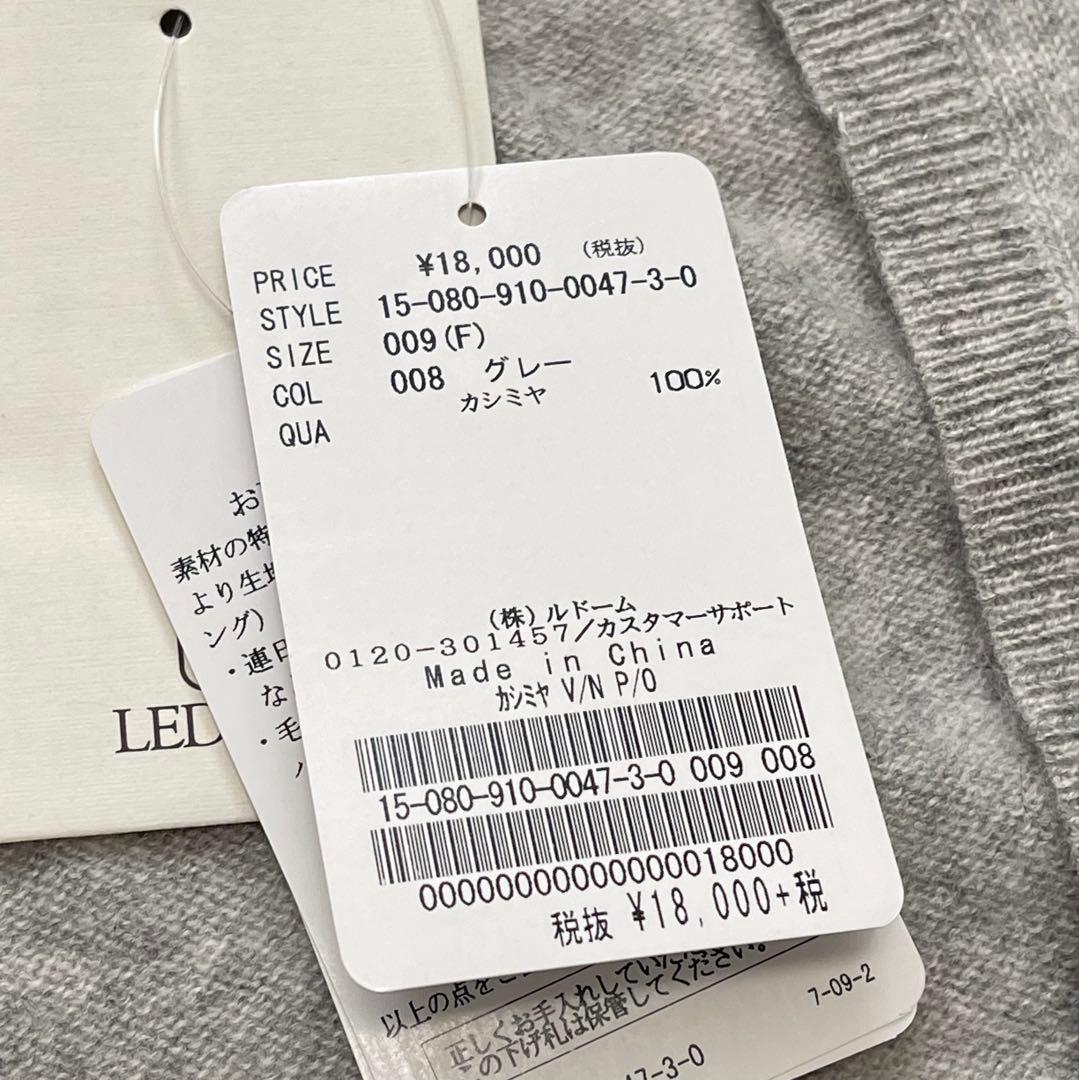 PRICE ¥18,000 (税抜)
STYLE 15-080-910-0047-3-0
SIZE 009(F)
COL 008 グレー
QUA カシミヤ 100%
(株)ルドーム
0120-301457/カスタマーサポート
Made in China
カシミヤ V/N P/O
15-080-910-0047-3-0 009 008
0000000000000018000
税抜 ¥18,000+税
素材の特
より生地
ング)
・連日
な
・毛
LED
以上の点をご
正しくお手入れしていただ
の下げ札は保管してください。
7-09-2
47-3-0